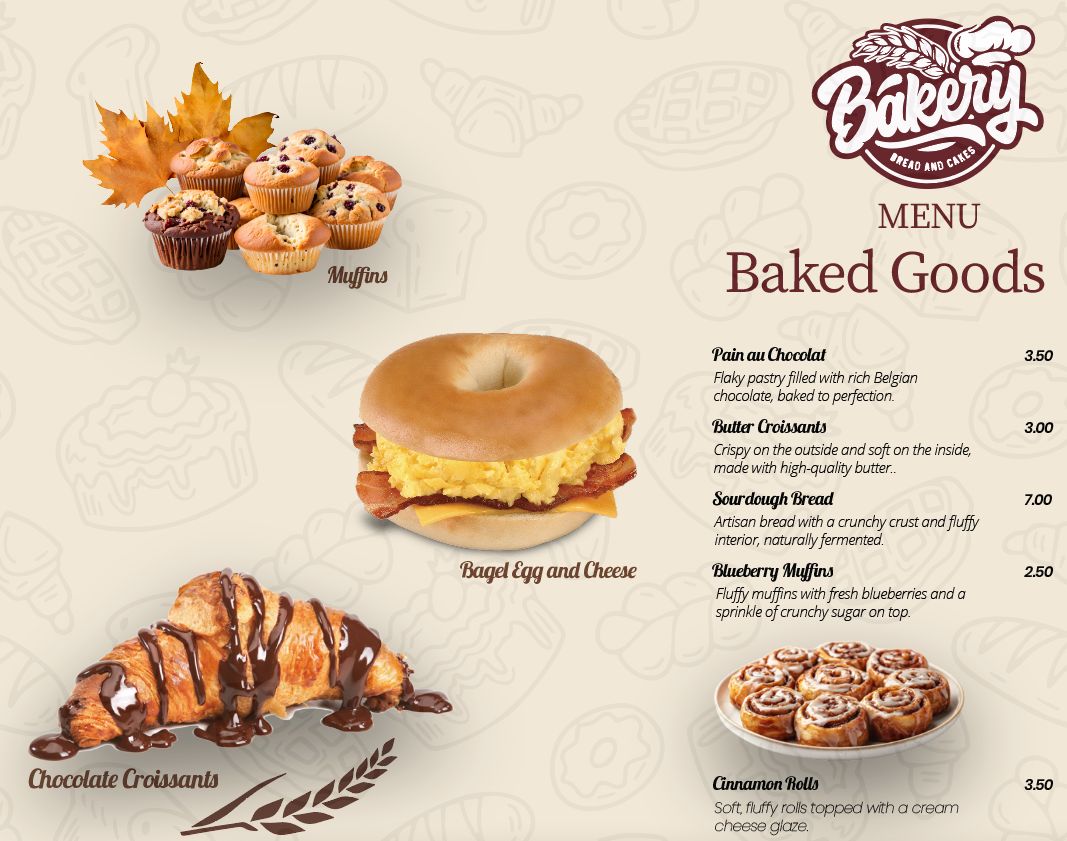 Bakery
BREAD AND CAKES
MENU
Baked Goods
Muffins
Bagel Egg and Cheese
Chocolate Croissants
Pain au Chocolat 3.50
Flaky pastry filled with rich Belgian
chocolate, baked to perfection.
Butter Croissants 3.00
Crispy on the outside and soft on the inside,
made with high-quality butter..
Sourdough Bread 7.00
Artisan bread with a crunchy crust and fluffy
interior, naturally fermented.
Blueberry Muffins 2.50
Fluffy muffins with fresh blueberries and a
sprinkle of crunchy sugar on top.
Cinnamon Rolls 3.50
Soft, fluffy rolls topped with a cream
cheese glaze.